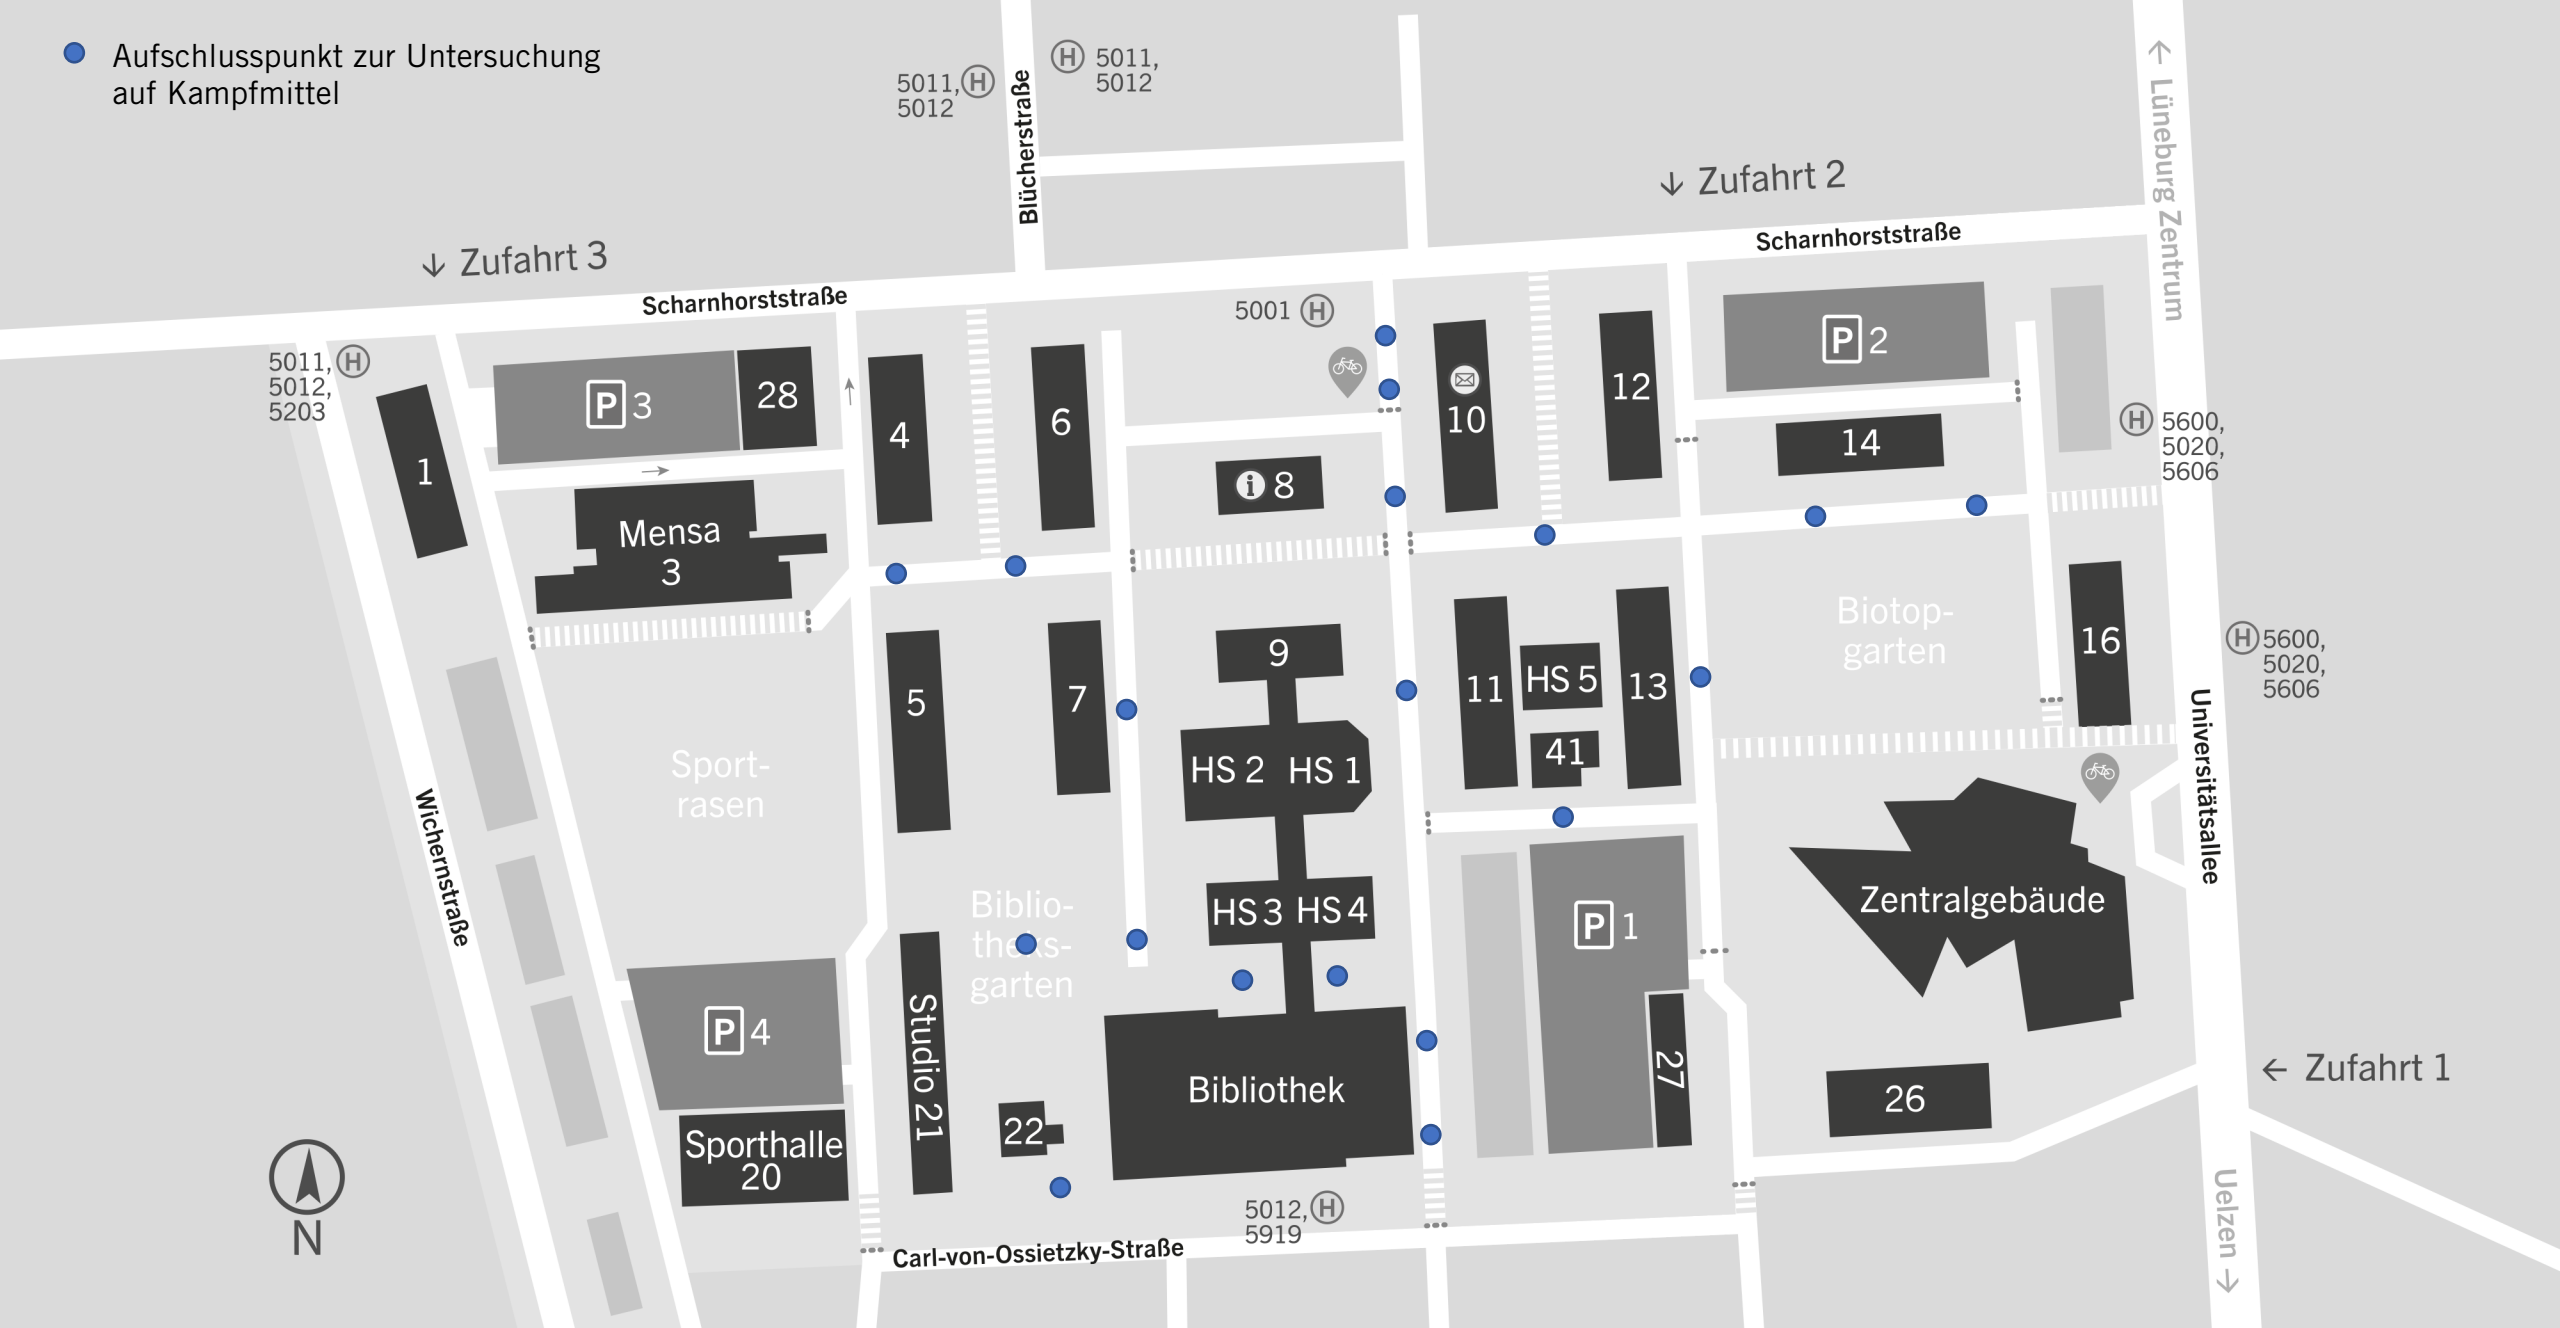 Aufschlusspunkt zur Untersuchung
auf Kampfmittel
5011,
5012
H
Blücherstraße
H
5011,
5012
← Lüneburg Zentrum
↓ Zufahrt 2
↓ Zufahrt 3
Scharnhorststraße
Scharnhorststraße
5011,
5012,
5203
H
5001 H
1
P 3
28
4
6
10
12
P 2
14
i 8
H
5600,
5020,
5606
Mensa
3
5
7
9
11
HS 5
13
41
Biotop-
garten
16
H
5600,
5020,
5606
Universitätsallee
Sport-
rasen
HS 2
HS 1
Wichernstraße
Biblio-
theks-
garten
HS 3
HS 4
P 1
Zentralgebäude
P 4
Studio 21
Bibliothek
27
26
← Zufahrt 1
22
Sporthalle
20
N
5012,
5919
H
Carl-von-Ossietzky-Straße
Uelzen →